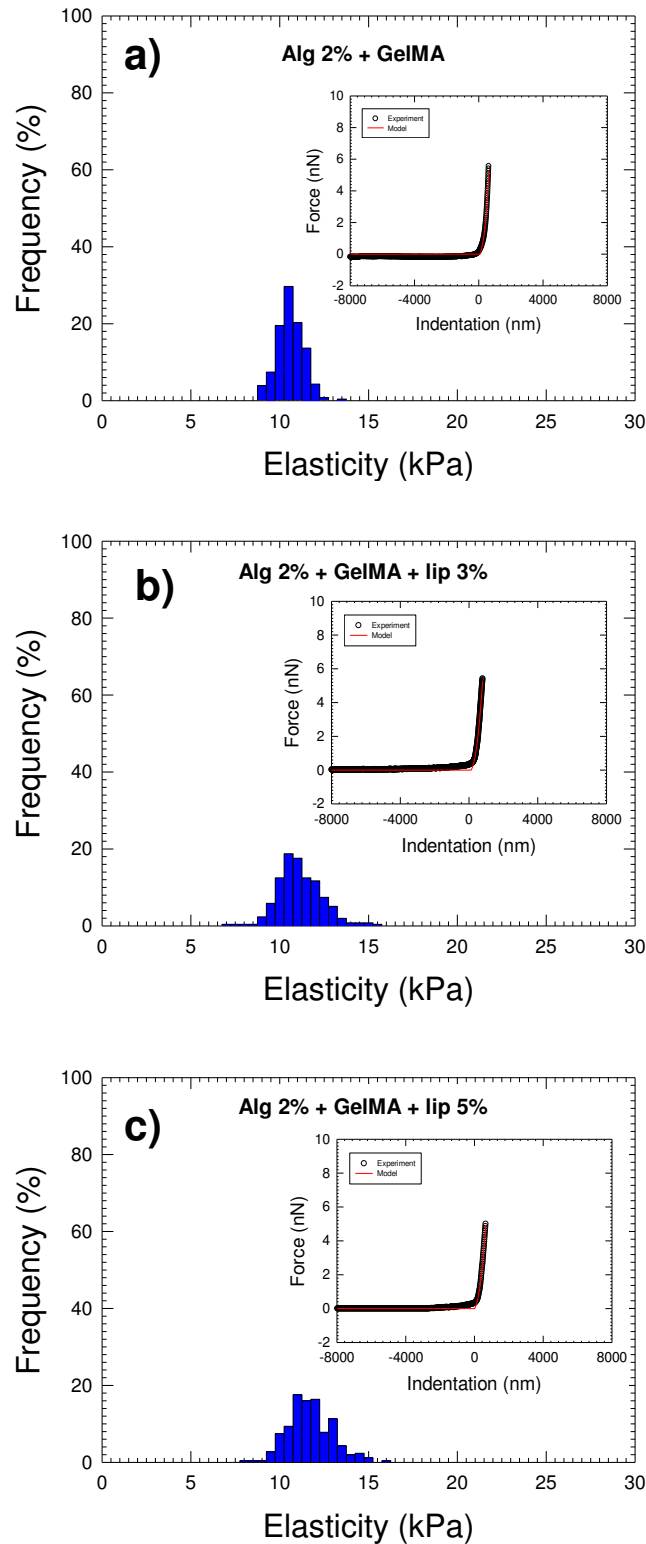 a)
Alg 2% + GelMA
Frequency (%)
100
80
60
40
20
0
0 5 10 15 20 25 30
Elasticity (kPa)
Force (nN)
10
8
6
4
2
0
-2
Experiment
Model
-8000 -4000 0 4000 8000
Indentation (nm)
b)
Alg 2% + GelMA + lip 3%
Frequency (%)
100
80
60
40
20
0
0 5 10 15 20 25 30
Elasticity (kPa)
Force (nN)
10
8
6
4
2
0
-2
Experiment
Model
-8000 -4000 0 4000 8000
Indentation (nm)
c)
Alg 2% + GelMA + lip 5%
Frequency (%)
100
80
60
40
20
0
0 5 10 15 20 25 30
Elasticity (kPa)
Force (nN)
10
8
6
4
2
0
-2
Experiment
Model
-8000 -4000 0 4000 8000
Indentation (nm)